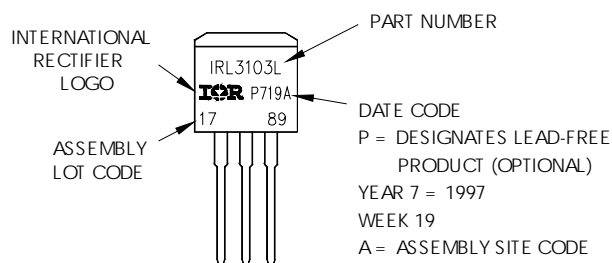 PART NUMBER
INTERNATIONAL
RECTIFIER
LOGO
IRL3103L
IOR P719A
17 89
ASSEMBLY
LOT CODE
DATE CODE
P = DESIGNATES LEAD-FREE
PRODUCT (OPTIONAL)
YEAR 7 = 1997
WEEK 19
A = ASSEMBLY SITE CODE